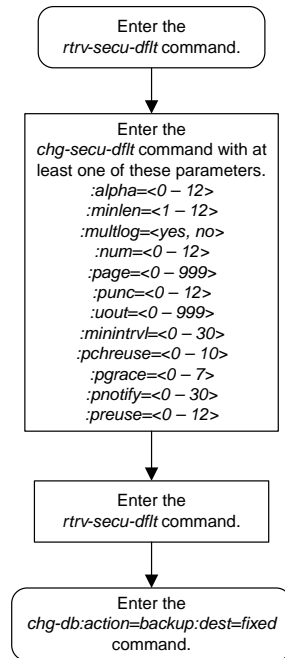 Enter the
rtrv-secu-dflt command.
Enter the
chg-secu-dflt command with at
least one of these parameters.
:alpha=<0 – 12>
:minlen=<1 – 12>
:multlog=<yes, no>
:num=<0 – 12>
:page=<0 – 999>
:punc=<0 – 12>
:uout=<0 – 999>
:minintrvl=<0 – 30>
:pchreuse=<0 – 10>
:pgrace=<0 – 7>
:pnotify=<0 – 30>
:preuse=<0 – 12>
Enter the
rtrv-secu-dflt command.
Enter the
chg-db:action=backup:dest=fixed
command.